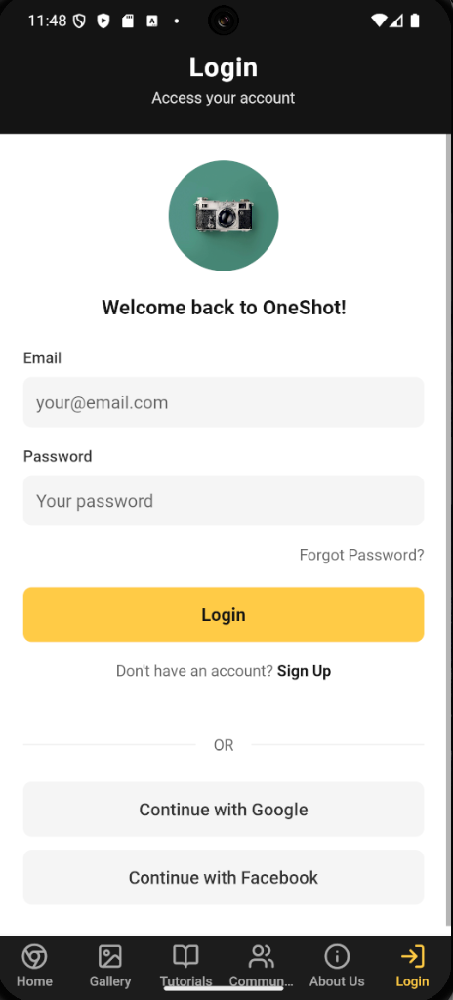 11:48
Login
Access your account
Welcome back to OneShot!
Email
your@email.com
Password
Your password
Forgot Password?
Login
Don't have an account? Sign Up
OR
Continue with Google
Continue with Facebook
Home Gallery Tutorials Commun... About Us Login